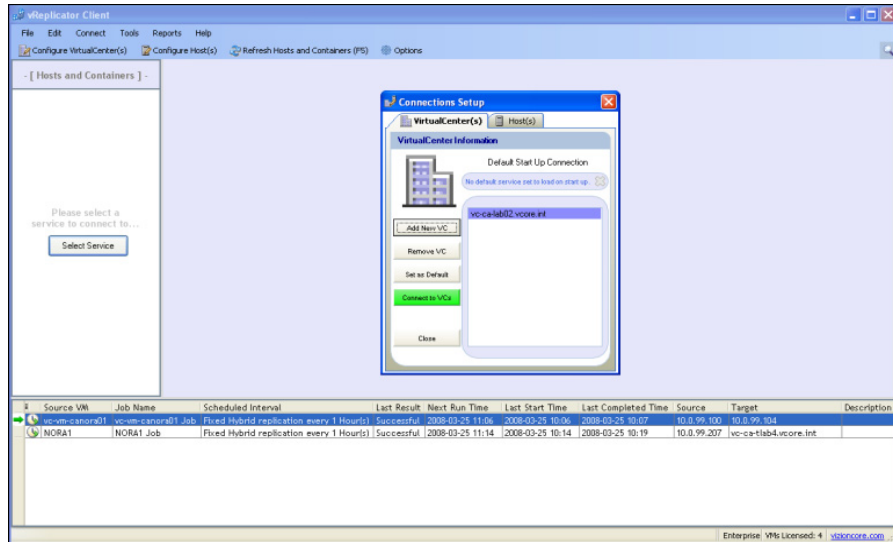 vReplicator Client
File Edit Connect Tools Reports Help
Configure VirtualCenter(s) Configure Host(s) Refresh Hosts and Containers (F5) Options
- [ Hosts and Containers ] -
Please select a
service to connect to...
Select Service
Connections Setup
VirtualCenter(s) Host(s)
VirtualCenter Information
Default Start Up Connection
No default service set to load on start up.
vc-ca-lab02.vcore.int
Add New VC
Remove VC
Set as Default
Connect to VCs
Close
Source VM Job Name Scheduled Interval Last Result Next Run Time Last Start Time Last Completed Time Source Target Description
vc-vm-canora01 vc-vm-canora01 Job Fixed Hybrid replication every 1 Hour(s) Successful 2008-03-25 11:06 2008-03-25 10:06 2008-03-25 10:07 10.0.99.100 10.0.99.104
NORA1 NORA1 Job Fixed Hybrid replication every 1 Hour(s) Successful 2008-03-25 11:14 2008-03-25 10:14 2008-03-25 10:19 10.0.99.207 vc-ca-tlab4.vcore.int
Enterprise VMs Licensed: 4 vizioncore.com